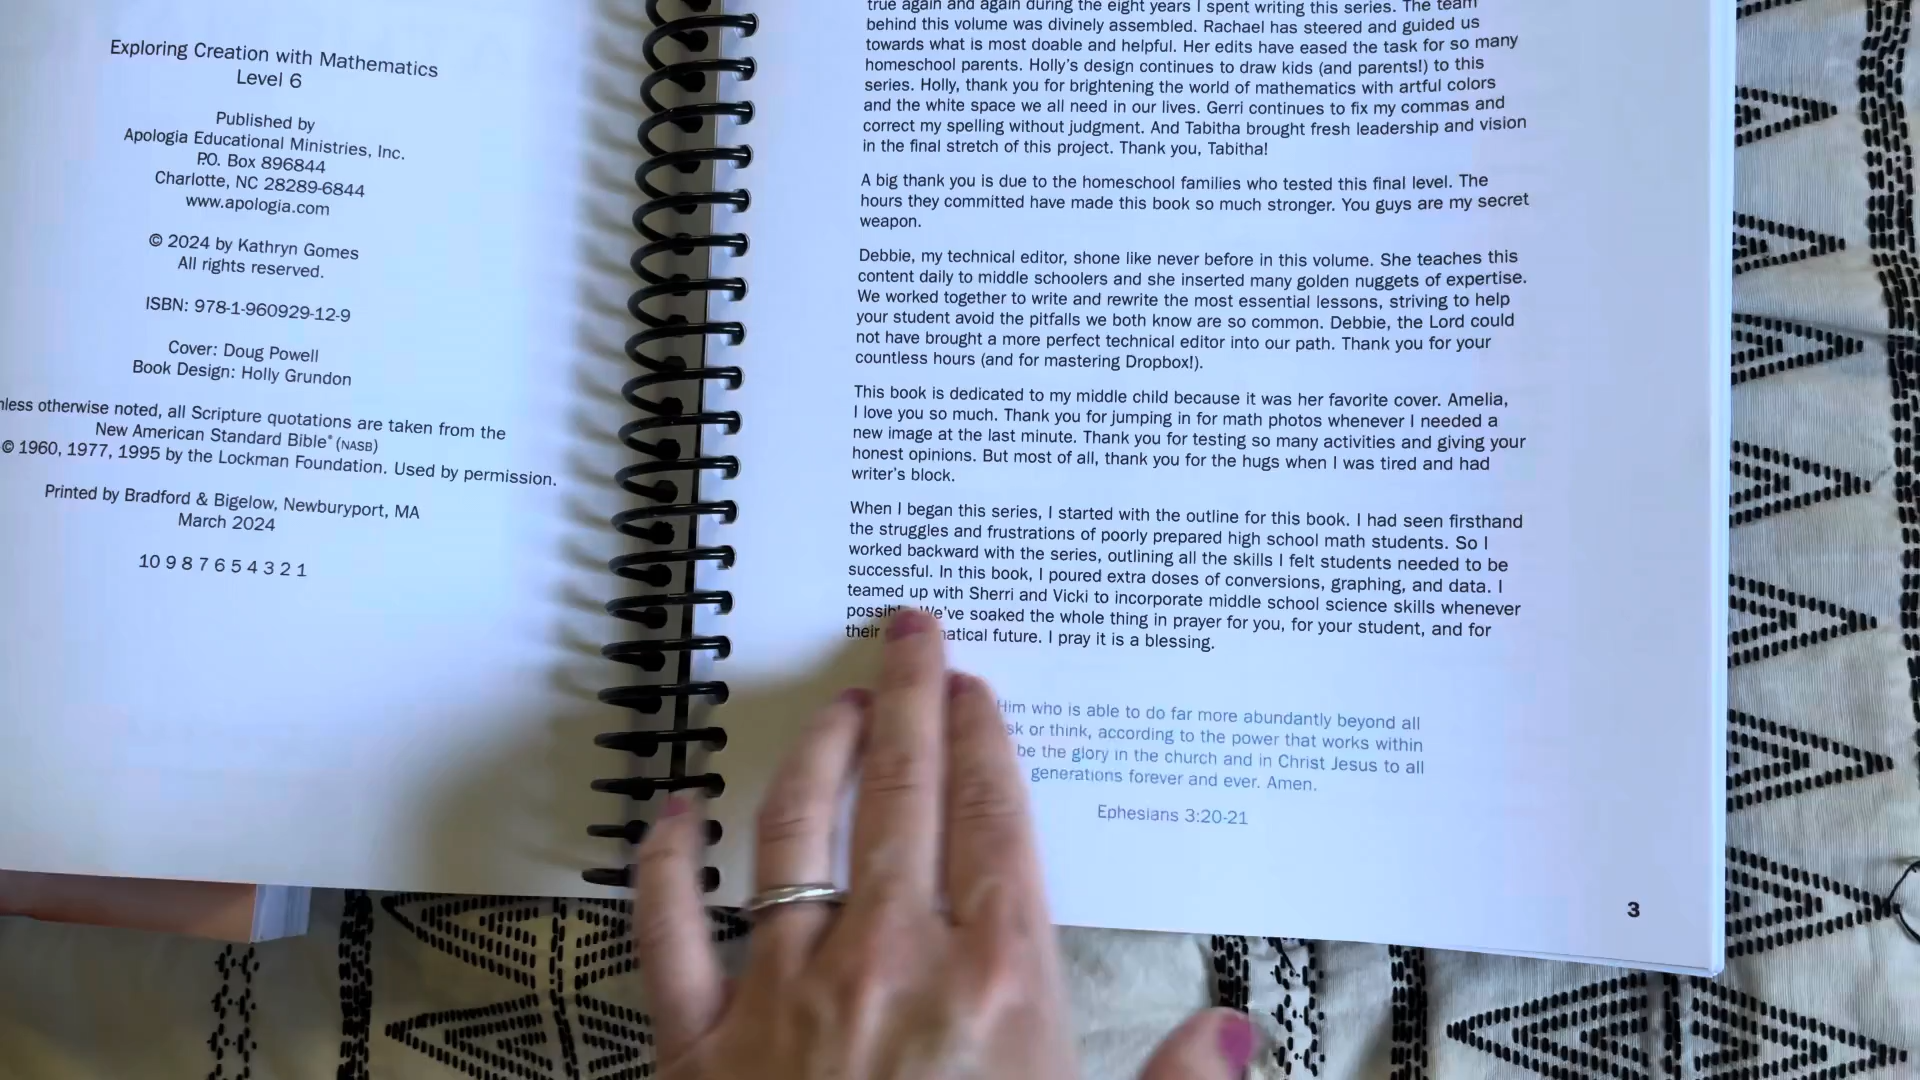 Exploring Creation with Mathematics
Level 6
Published by
Apologia Educational Ministries, Inc.
P.O. Box 896844
Charlotte, NC 28289-6844
www.apologia.com
© 2024 by Kathryn Gomes
All rights reserved.
ISBN: 978-1-960929-12-9
Cover: Doug Powell
Book Design: Holly Grundon
otherwise noted, all Scripture quotations are taken from the
New American Standard Bible® (NASB)
© 1960, 1977, 1995 by the Lockman Foundation. Used by permission.
Printed by Bradford & Bigelow, Newburyport, MA
March 2024
10 9 8 7 6 5 4 3 2 1
true again and again during the eight years I spent writing this series. The team
behind this volume was divinely assembled. Rachael has steered and guided us
towards what is most doable and helpful. Her edits have eased the task for so many
homeschool parents. Holly's design continues to draw kids (and parents!) to this
series. Holly, thank you for brightening the world of mathematics with artful colors
and the white space we all need in our lives. Gerri continues to fix my commas and
correct my spelling without judgment. And Tabitha brought fresh leadership and vision
in the final stretch of this project. Thank you, Tabitha!
A big thank you is due to the homeschool families who tested this final level. The
hours they committed have made this book so much stronger. You guys are my secret
weapon.
Debbie, my technical editor, shone like never before in this volume. She teaches this
content daily to middle schoolers and she inserted many golden nuggets of expertise.
We worked together to write and rewrite the most essential lessons, striving to help
your student avoid the pitfalls we both know are so common. Debbie, the Lord could
not have brought a more perfect technical editor into our path. Thank you for your
countless hours (and for mastering Dropbox!).
This book is dedicated to my middle child because it was her favorite cover. Amelia,
I love you so much. Thank you for jumping in for math photos whenever I needed a
new image at the last minute. Thank you for testing so many activities and giving your
honest opinions. But most of all, thank you for the hugs when I was tired and had
writer's block.
When I began this series, I started with the outline for this book. I had seen firsthand
the struggles and frustrations of poorly prepared high school math students. So I
worked backward with the series, outlining all the skills I felt students needed to be
successful. In this book, I poured extra doses of conversions, graphing, and data. I
teamed up with Sherri and Vicki to incorporate middle school science skills whenever
We've soaked the whole thing in prayer for you, for your student, and for
their future. I pray it is a blessing.
Him who is able to do far more abundantly beyond all
or think, according to the power that works within
be the glory in the church and in Christ Jesus to all
generations forever and ever. Amen.
Ephesians 3:20-21
3